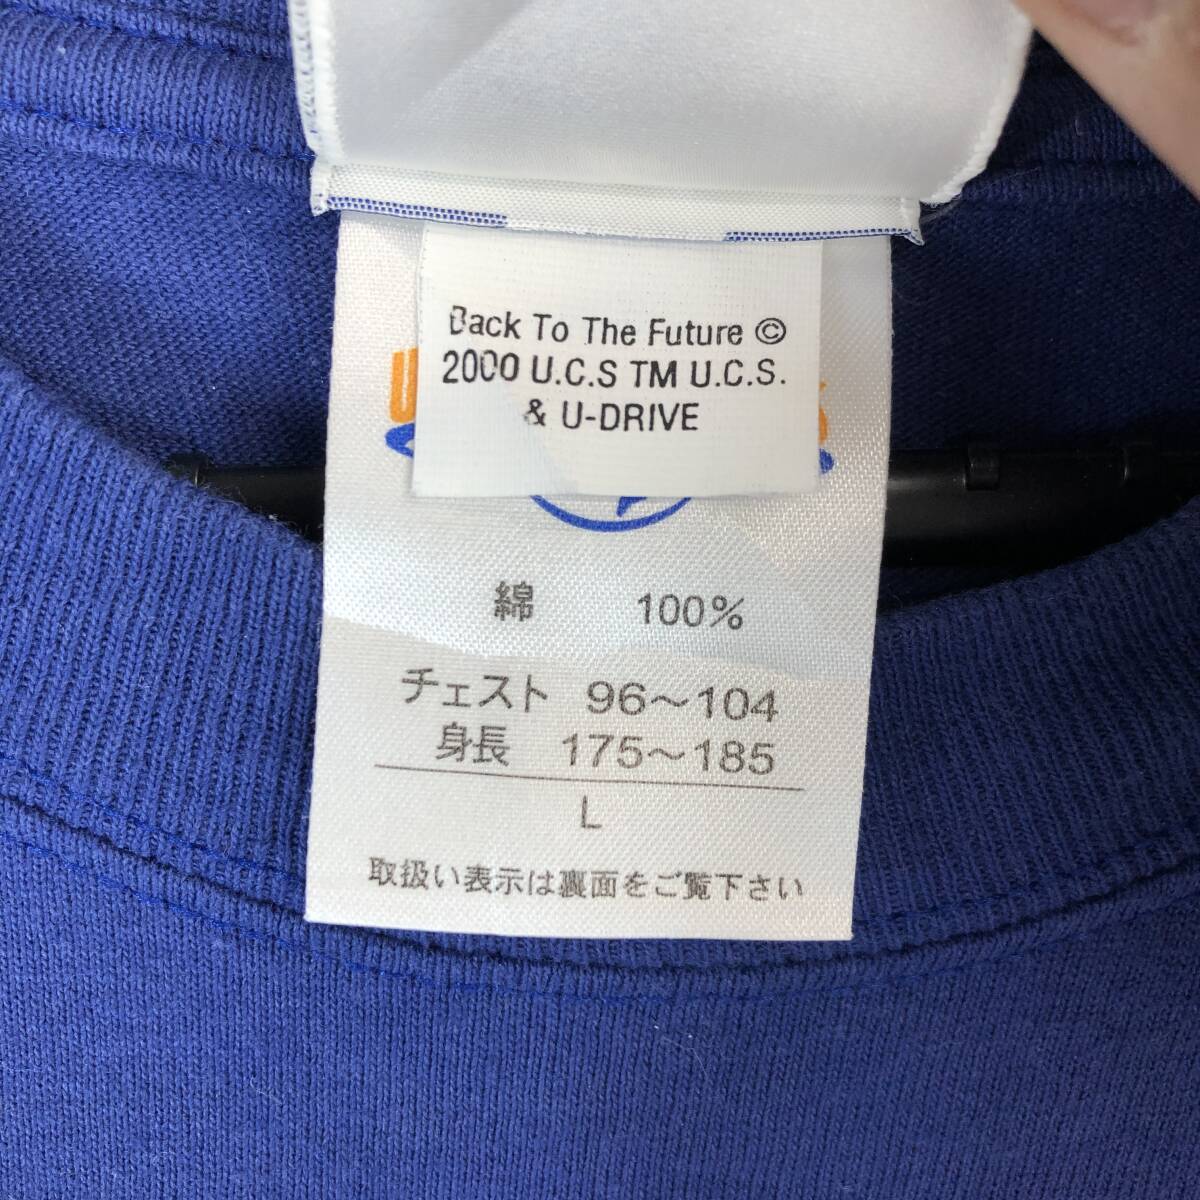 Back To The Future ©
2000 U.C.S TM U.C.S.
& U-DRIVE
綿 100%
チェスト 96～104
身長 175～185
L
取扱い表示は裏面をご覧下さい